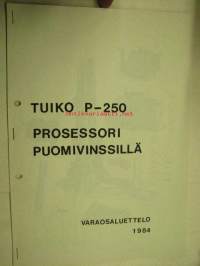 TUIKO P-250
PROSESSORI
PUOMIVINSSILLÄ
VARAOSALUETTELO
1984